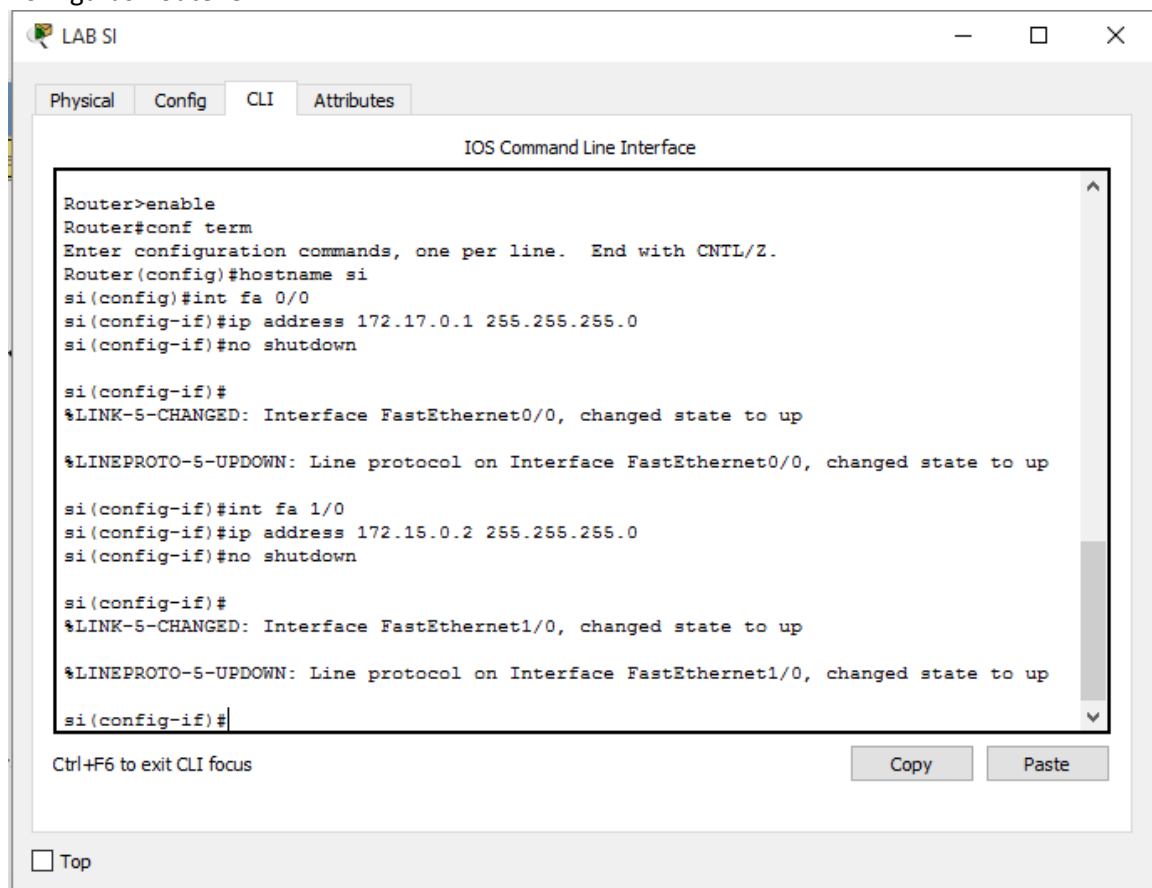 LAB SI
Physical Config CLI Attributes
IOS Command Line Interface
Router>enable
Router#conf term
Enter configuration commands, one per line.  End with CNTL/Z.
Router(config)#hostname si
si(config)#int fa 0/0
si(config-if)#ip address 172.17.0.1 255.255.255.0
si(config-if)#no shutdown
si(config-if)#
%LINK-5-CHANGED: Interface FastEthernet0/0, changed state to up
%LINEPROTO-5-UPDOWN: Line protocol on Interface FastEthernet0/0, changed state to up
si(config-if)#int fa 1/0
si(config-if)#ip address 172.15.0.2 255.255.255.0
si(config-if)#no shutdown
si(config-if)#
%LINK-5-CHANGED: Interface FastEthernet1/0, changed state to up
%LINEPROTO-5-UPDOWN: Line protocol on Interface FastEthernet1/0, changed state to up
si(config-if)#
Ctrl+F6 to exit CLI focus
Copy Paste
Top